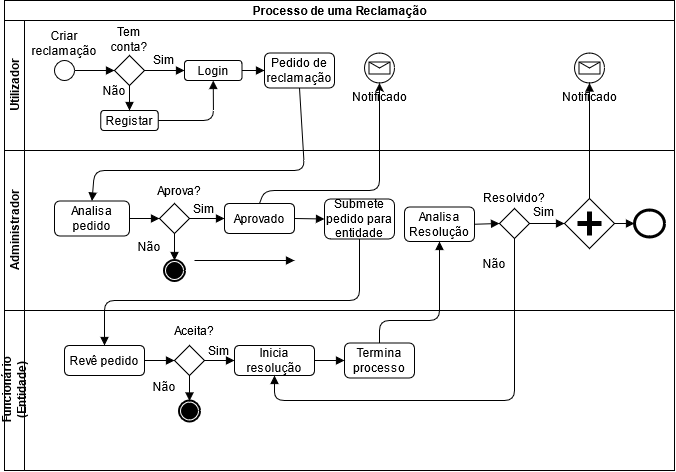 Processo de uma Reclamação
Utilizador
Criar
reclamação
Tem
conta?
Sim
Não
Login
Registar
Pedido de
reclamação
Notificado
Notificado
Administrador
Analisa
pedido
Aprova?
Sim
Não
Aprovado
Submete
pedido para
entidade
Analisa
Resolução
Resolvido?
Sim
Não
Funcionário
(Entidade)
Revê pedido
Aceita?
Sim
Não
Inicia
resolução
Termina
processo